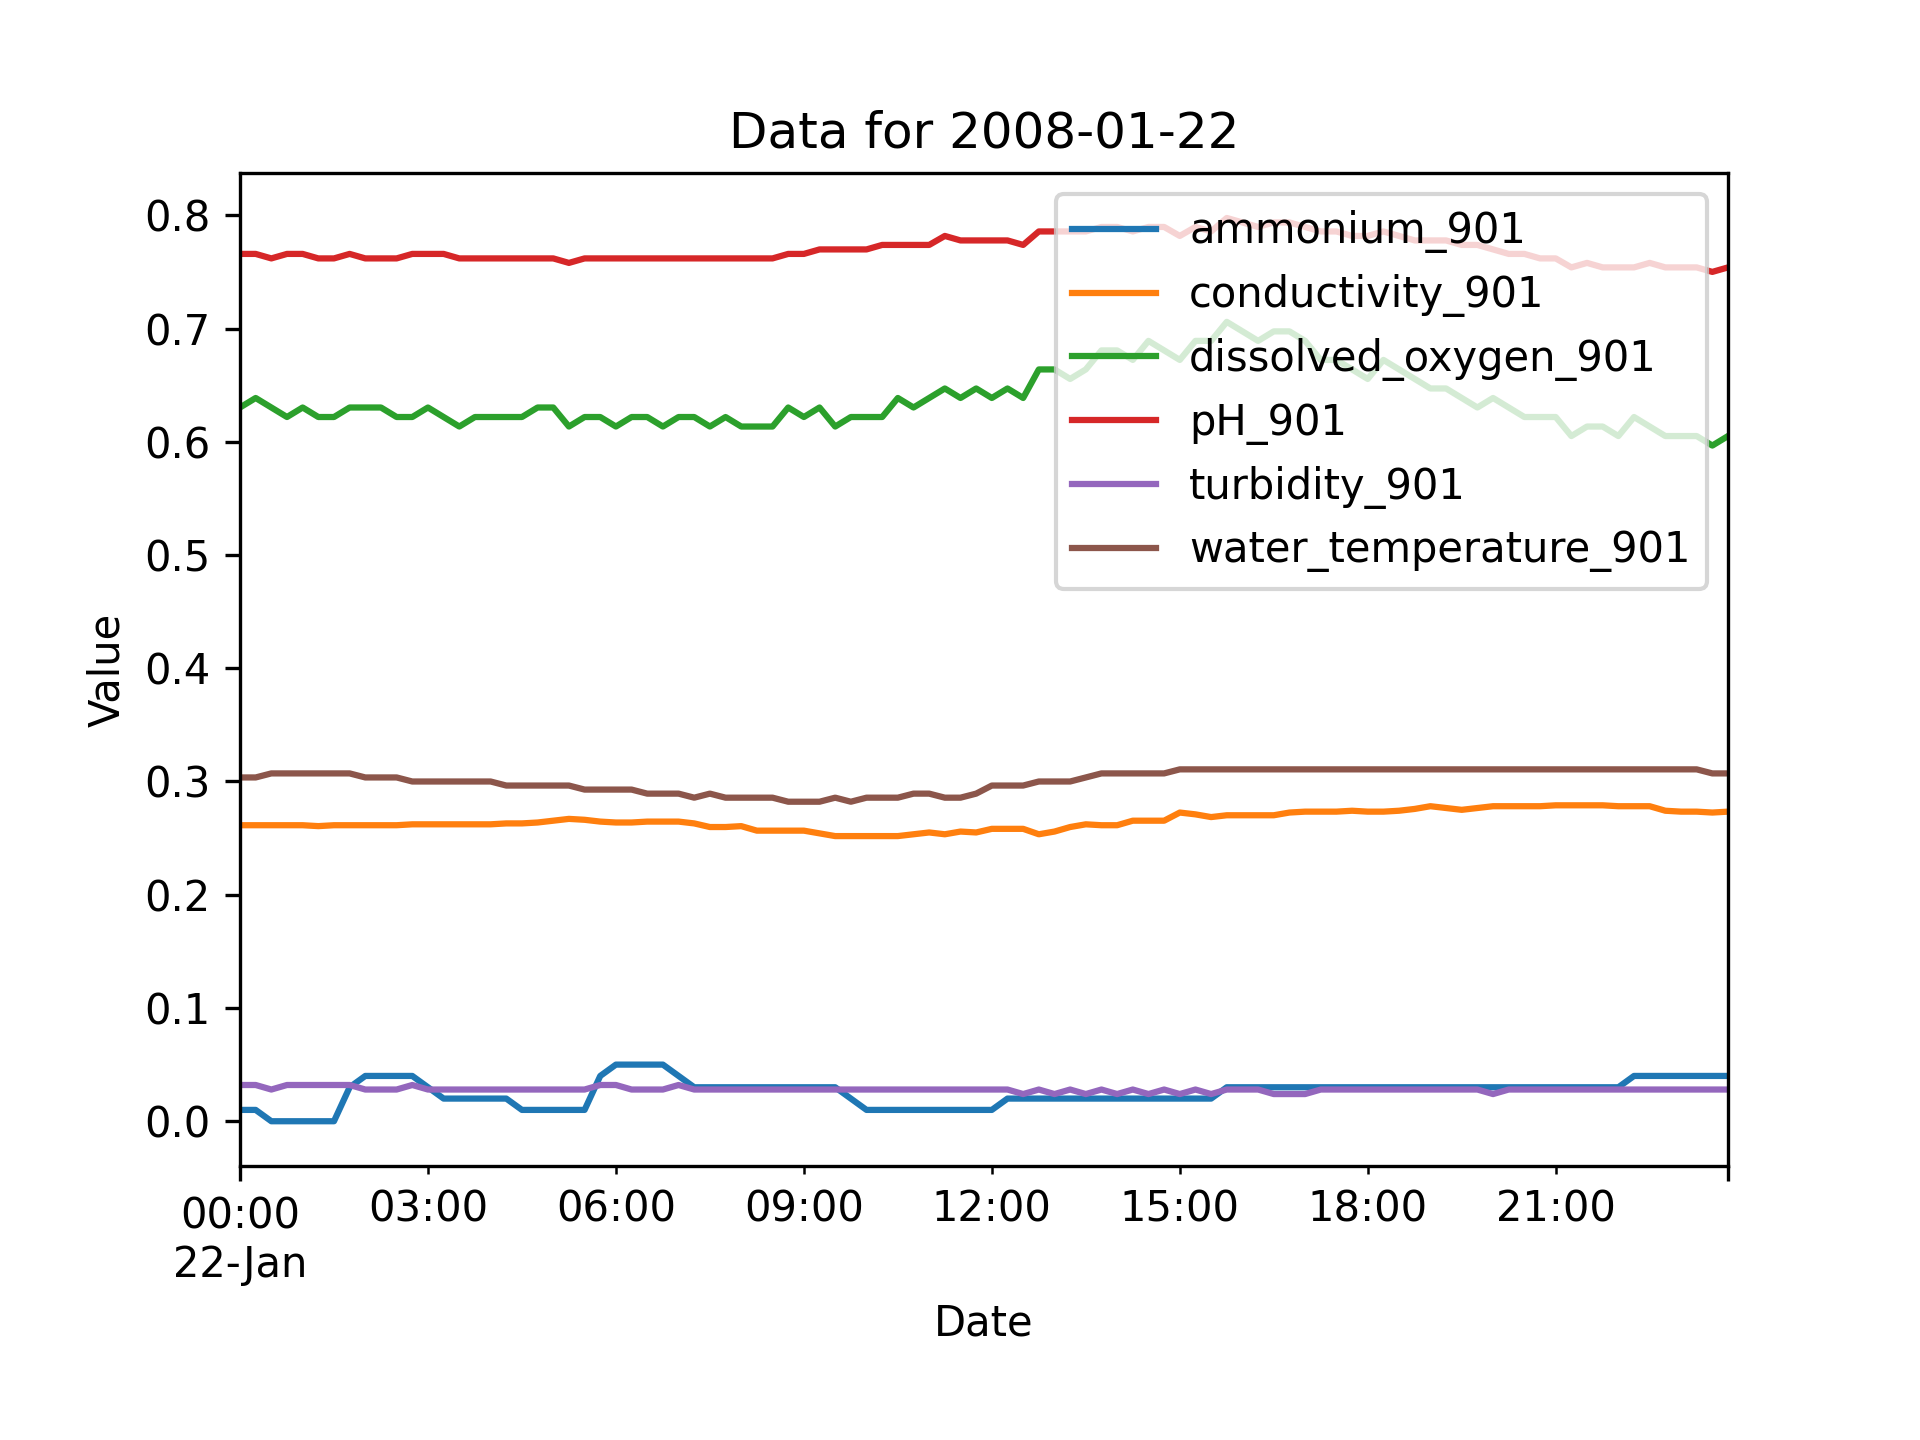 Data for 2008-01-22
ammonium_901
conductivity_901
dissolved_oxygen_901
pH_901
turbidity_901
water_temperature_901
Value
0.8
0.7
0.6
0.5
0.4
0.3
0.2
0.1
0.0
00:00 03:00 06:00 09:00 12:00 15:00 18:00 21:00
22-Jan
Date